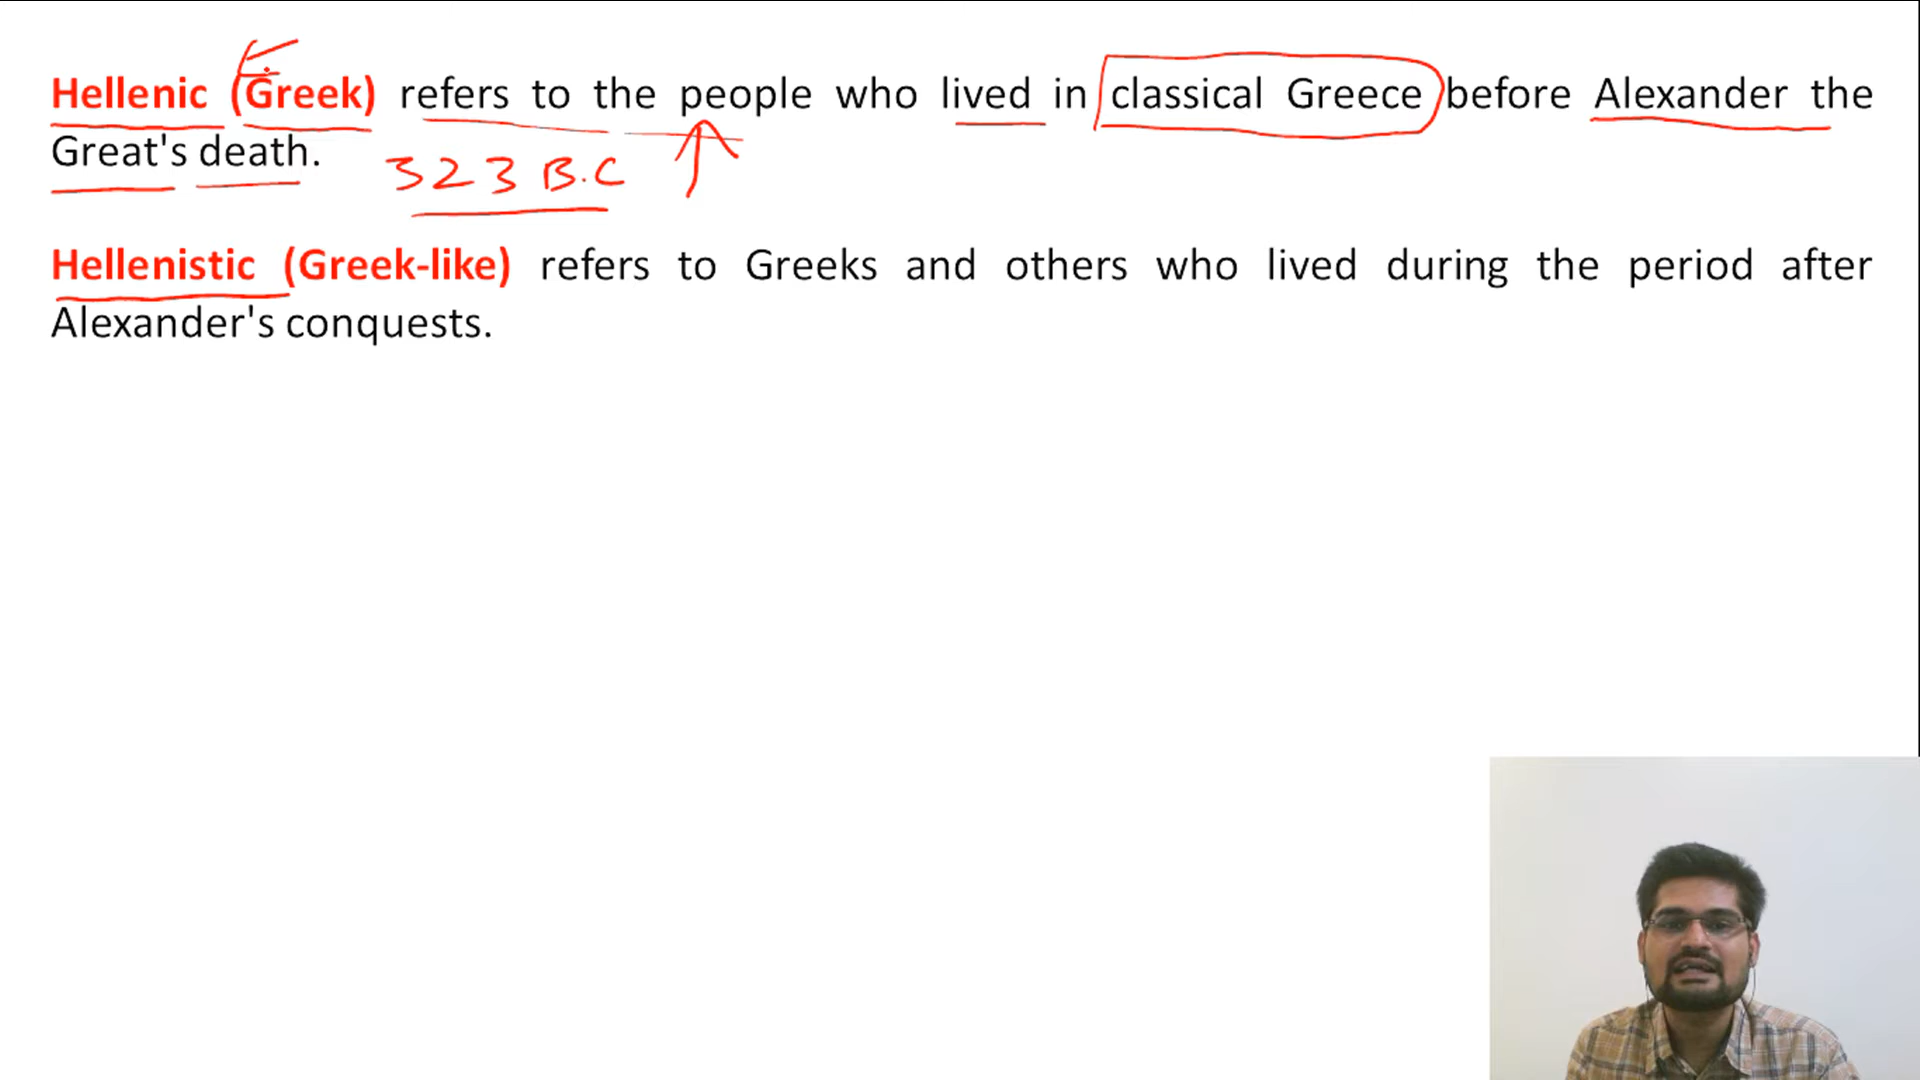 Hellenic (Greek) refers to the people who lived in classical Greece before Alexander the
Great's death.
323 B.C
Hellenistic (Greek-like) refers to Greeks and others who lived during the period after
Alexander's conquests.